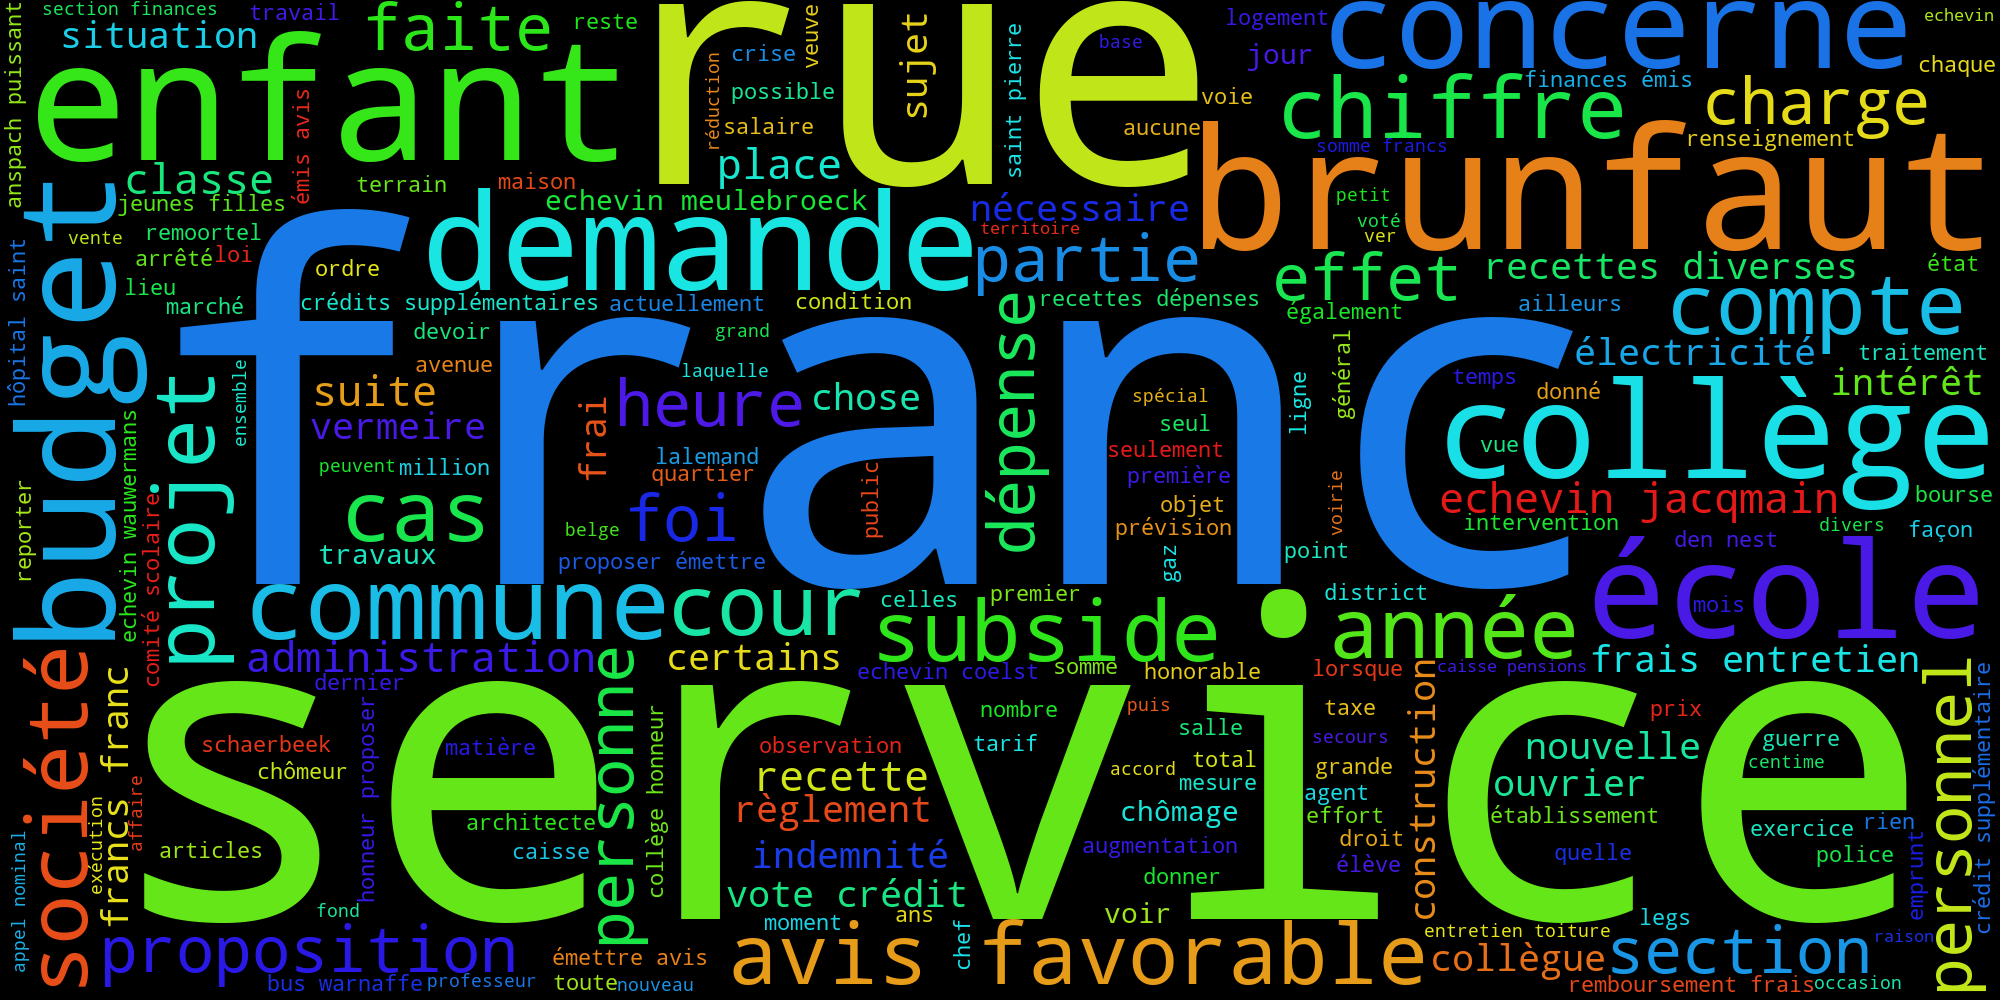 section finances
travail
faite
reste
veuve
sujet
saint pierre
base
logement
concerne
echevin
situation
enfant
rue
crise
jour
chaque
anspach puissant
émis avis
réduction
possible
salaire
voie
aucune
chiffre
finances émis
charge
renseignement
somme francs
place
brunfaut
classe
terrain
maison
jeunes filles
echevin meulebroeck
demande
nécessaire
petit
voté
ver
territoire
partie
budget
vente
remoortel
arrêté
loi
lieu
marché
ordre
effet
recettes diverses
état
hôpital saint
crédits supplémentaires
actuellement
condition
recettes dépenses
également
ailleurs
compte
devoir
grand
franc
dépense
général
électricité
traitement
projet
ensemble
avenue
suite
laquelle
heure
chose
ligne
temps
donné
intérêt
vermeire
frai
spécial
seul
seulement
collège
vue
peuvent
million
lalemand
quartier
première
echevin jacqmain
bourse
reporter
echevin wauwermans
comité scolaire
cas
belge
foi
public
objet
prévision
voirie
intervention
divers
façon
travaux
proposer émettre
gaz
point
den nest
école
commune
cour
celles
premier
district
mois
subside
année
société
administration
personne
certains
echevin coelst
somme
honorable
lorsque
caisse pensions
frais entretien
personnel
crédit supplémentaire
francs franc
dernier
honneur proposer
service
nombre
puis
salle
taxe
construction
prix
schaerbeek
matière
collège honneur
observation
tarif
secours
nouvelle
guerre
chômeur
recette
accord
total
mesure
grande
centime
affaire
exécution
règlement
chômage
agent
effort
ouvrier
établissement
architecte
droit
exercice
rien
appel nominal
articles
caisse
indemnité
augmentation
élève
quelle
police
emprunt
vote crédit
donner
fond
moment
ans
voir
legs
chef
entretien toiture
raison
proposition
émettre avis
avis favorable
collègue
section
bus warnaffe
professeur
toute
nouveau
remboursement frais
occasion